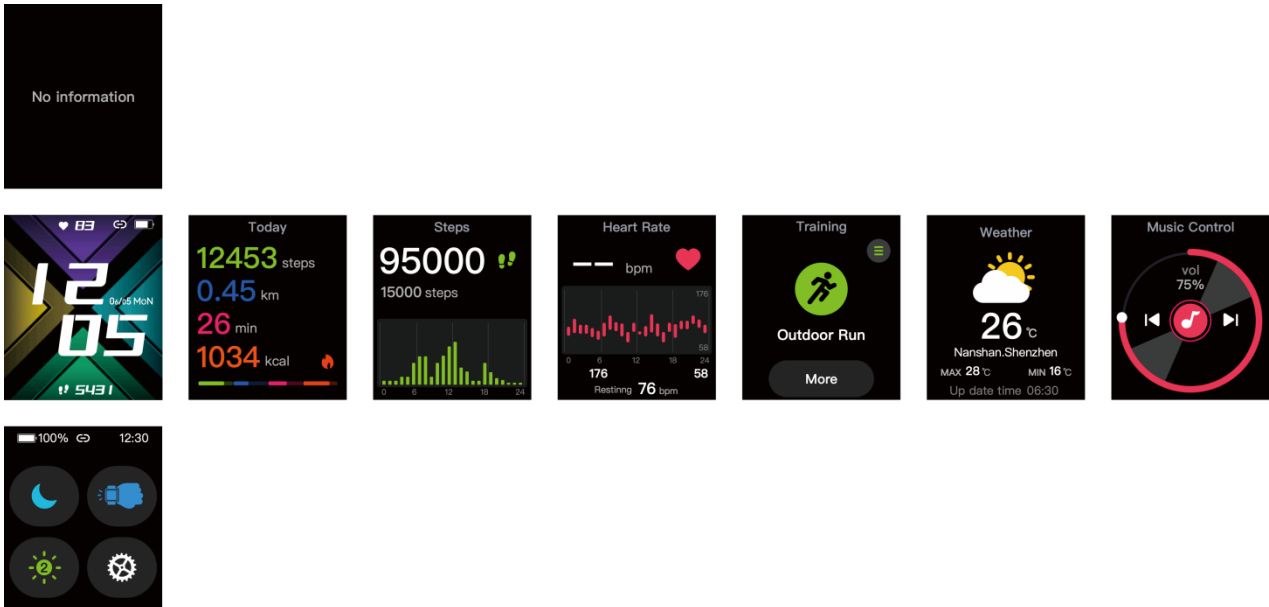 No information
83
12
06/05 MON
05
5431
Today
12453 steps
0.45 km
26 min
1034 kcal
Steps
95000
15000 steps
0 6 12 18 24
Heart Rate
-- bpm
176
58
0 6 12 18 24
176 58
Restinng 76 bpm
Training
Outdoor Run
More
Weather
26 ℃
Nanshan.Shenzhen
MAX 28 ℃ MIN 16 ℃
Up date time 06:30
Music Control
vol
75%
100% 12:30
2